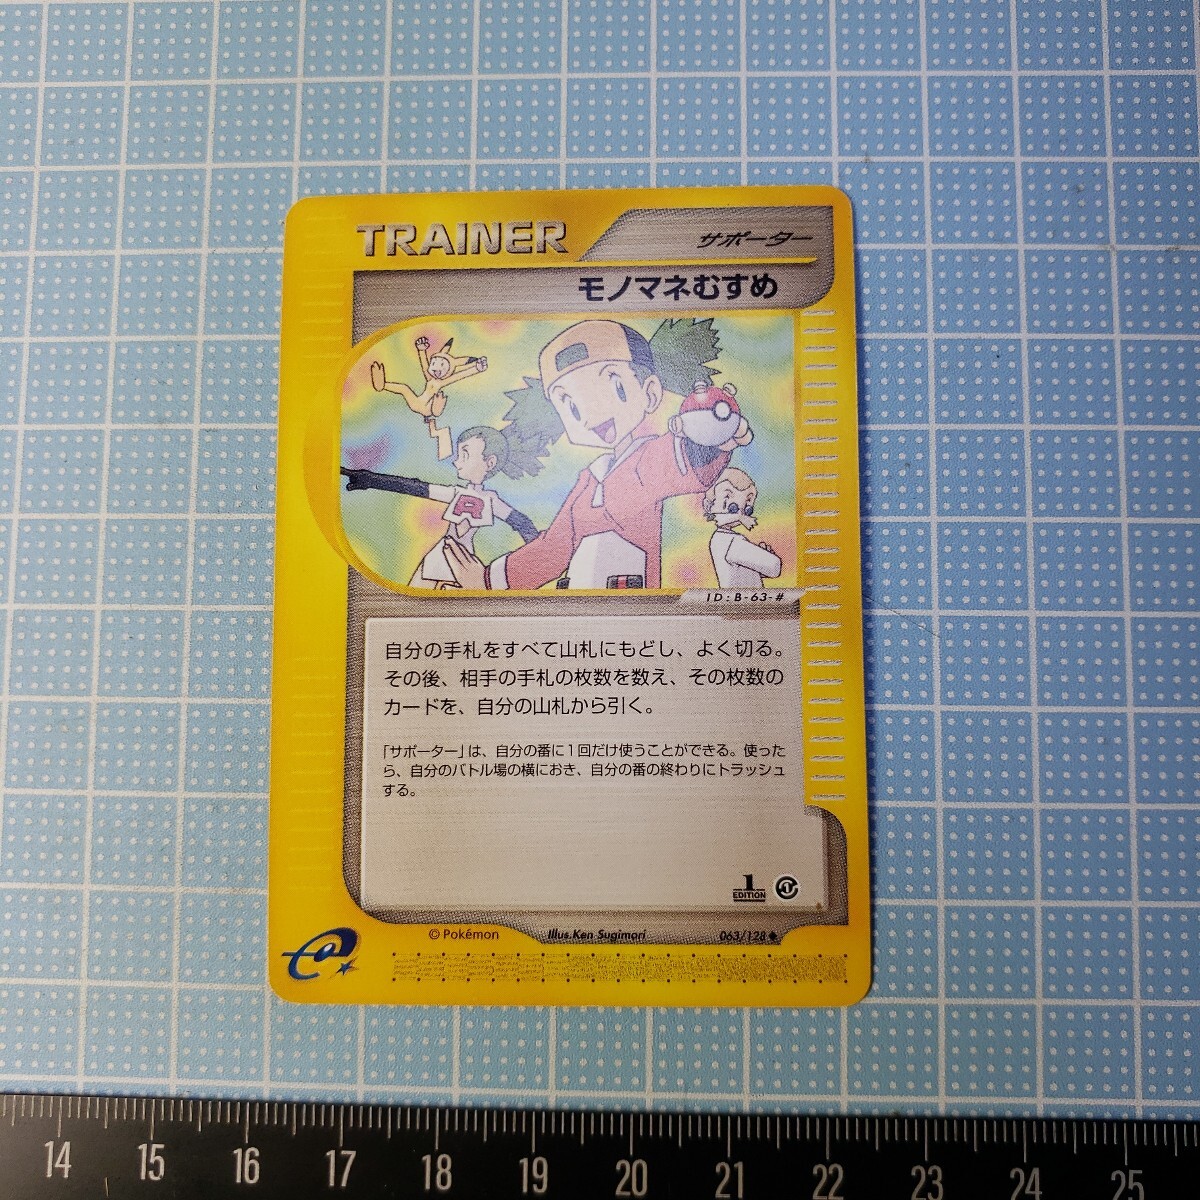 TRAINER
サポーター
モノマネむすめ
R
ID:B-63-#
自分の手札をすべて山札にもどし、よく切る。
その後、相手の手札の枚数を数え、その枚数の
カードを、自分の山札から引く。
「サポーター」は、自分の番に1回だけ使うことができる。使った
ら、自分のバトル場の横におき、自分の番の終わりにトラッシュ
する。
1
EDITION
© Pokémon
Illus.Ken Sugimori
063/128◆
e
14 15 16 17 18 19 20 21 22 23 24 25